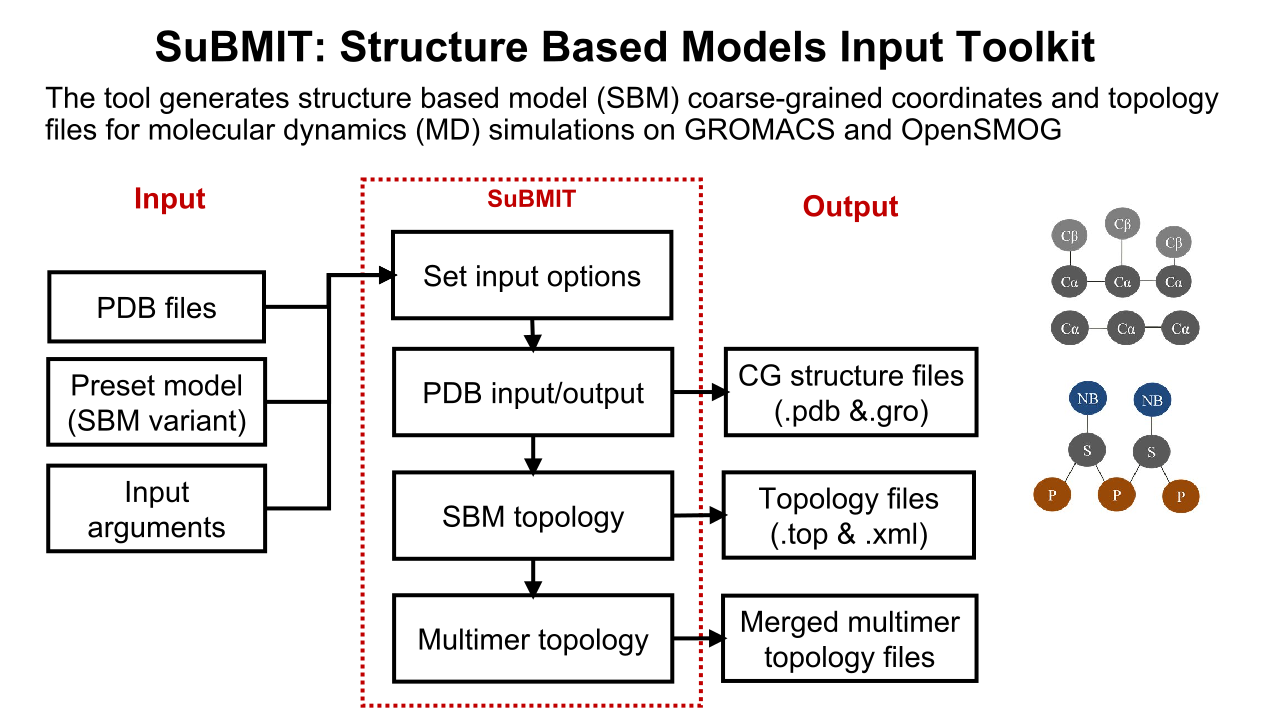 SuBMIT: Structure Based Models Input Toolkit
The tool generates structure based model (SBM) coarse-grained coordinates and topology
files for molecular dynamics (MD) simulations on GROMACS and OpenSMOG
Input
PDB files
Preset model
(SBM variant)
Input
arguments
SuBMIT
Set input options
PDB input/output
SBM topology
Multimer topology
Output
CG structure files
(.pdb &.gro)
Topology files
(.top & .xml)
Merged multimer
topology files
Cβ Cβ Cβ
Cα Cα Cα
Cα Cα Cα
NB NB
S S
P P P